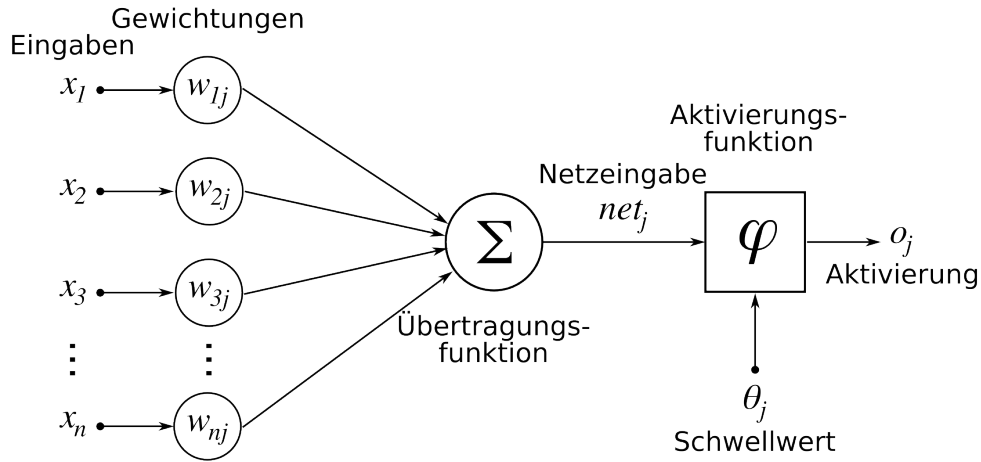 Gewichtungen
Eingaben
x1 w1j
x2 w2j
x3 w3j
⋮ ⋮
xn wnj
Σ
Übertragungs-
funktion
Netzeingabe
netj
Aktivierungs-
funktion
φ
oj
Aktivierung
θj
Schwellwert